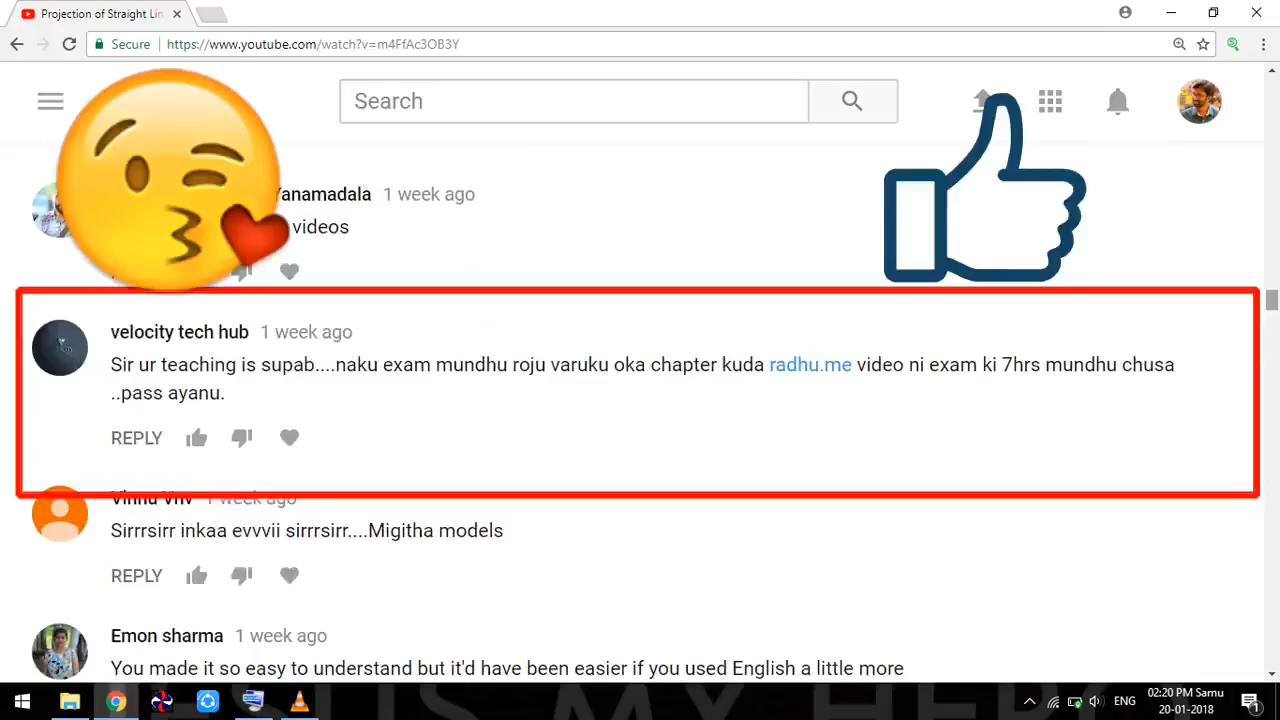 Projection of Straight Lin
Secure
https://www.youtube.com/watch?v=m4FfAc3OB3Y
Search
anamadala 1 week ago
videos
velocity tech hub 1 week ago
Sir ur teaching is supab....naku exam mundhu roju varuku oka chapter kuda radhu.me video ni exam ki 7hrs mundhu chusa
..pass ayanu.
REPLY
Vinnu Vnv 1 week ago
Sirrrsirr inkaa evvvii sirrrsirr....Migitha models
REPLY
Emon sharma 1 week ago
You made it so easy to understand but it'd have been easier if you used English a little more
ENG
02:20 PM Samu
20-01-2018
1